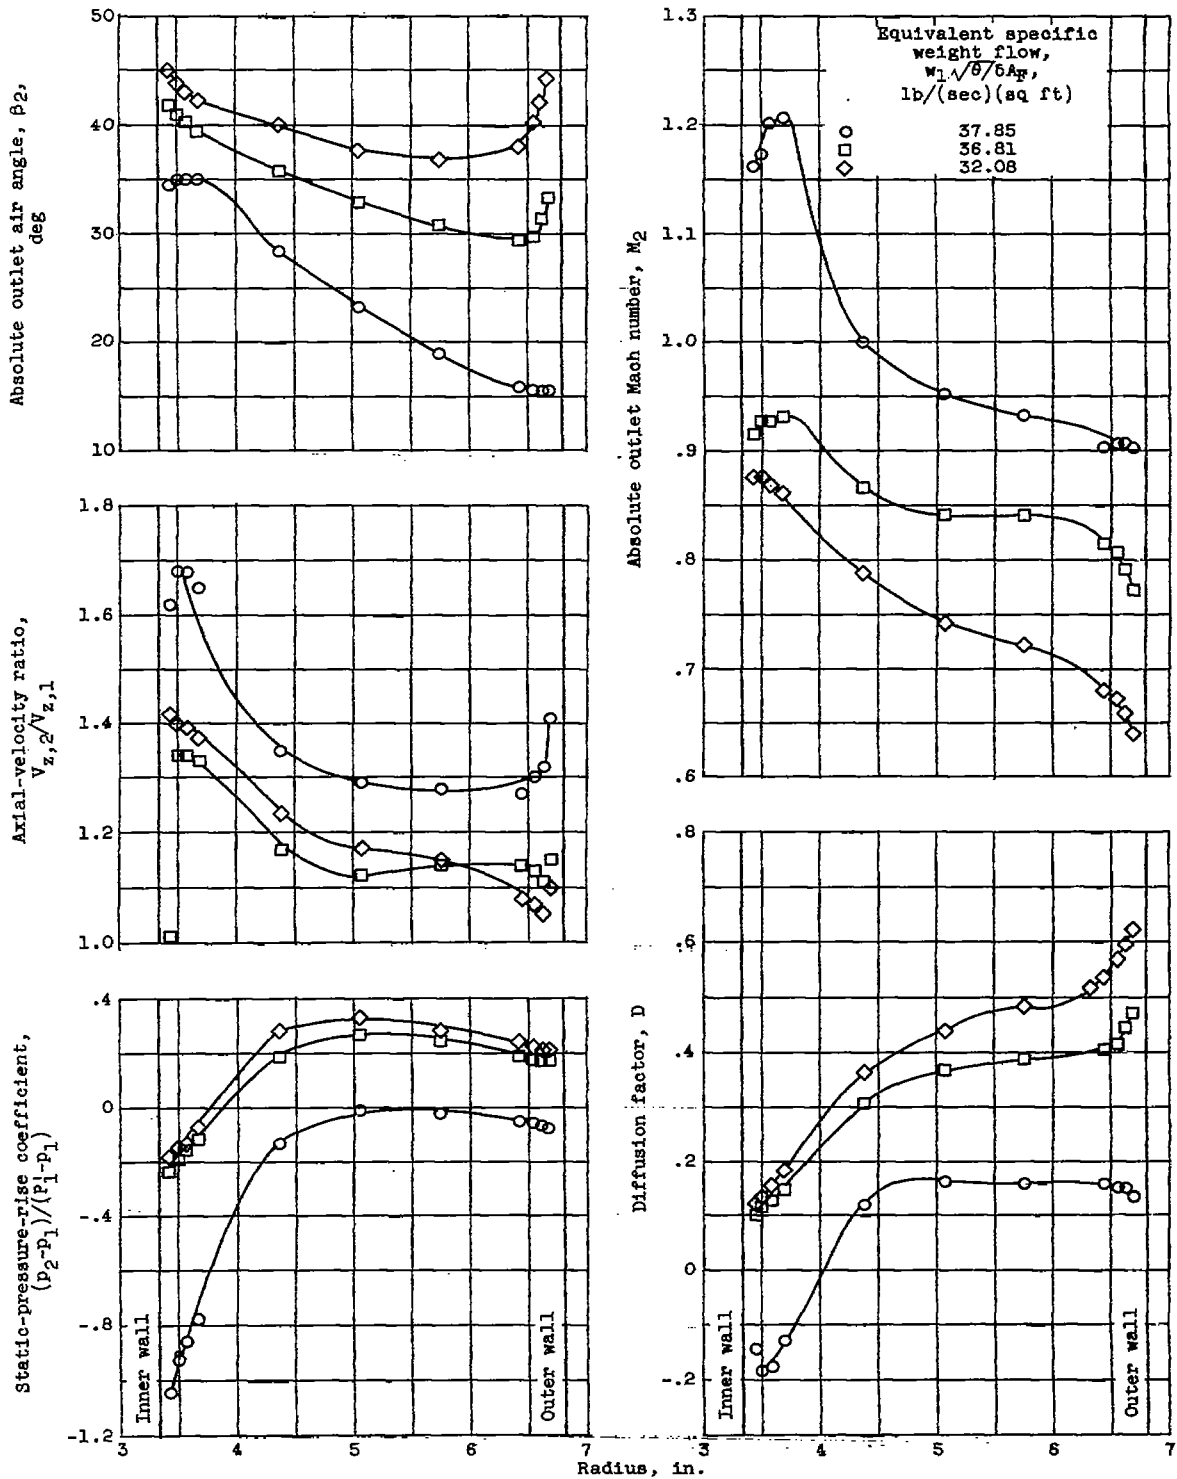 50
40
30
20
10
Absolute outlet air angle, β2,
deg
1.8
1.6
1.4
1.2
1.0
Axial-velocity ratio,
Vz,2/Vz,1
.4
0
-.4
-.8
-1.2
Static-pressure-rise coefficient,
(p2-p1)/(P1'-p1)
Inner wall
Outer wall
3 4 5 6 7
1.3
1.2
1.1
1.0
.9
.8
.7
.6
Absolute outlet Mach number, M2
Equivalent specific
weight flow,
w1√θ/δAF,
lb/(sec)(sq ft)
37.85
36.81
32.08
.8
.6
.4
.2
0
-.2
Diffusion factor, D
Inner wall
Outer wall
3 4 5 6 7
Radius, in.